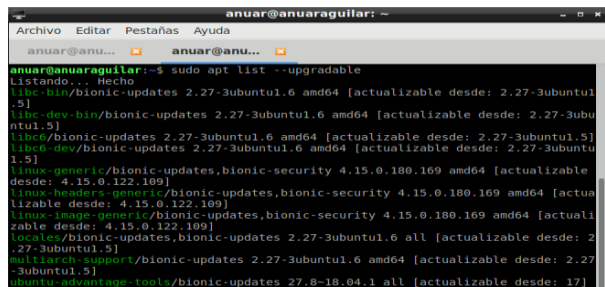 anuar@anuaraguilar: ~
Archivo Editar Pestañas Ayuda
anuar@anu... anuar@anu...
anuar@anuaraguilar:~$ sudo apt list --upgradable
Listando... Hecho
libc-bin/bionic-updates 2.27-3ubuntu1.6 amd64 [actualizable desde: 2.27-3ubuntu1
.5]
libc-dev-bin/bionic-updates 2.27-3ubuntu1.6 amd64 [actualizable desde: 2.27-3ubu
ntu1.5]
libc6/bionic-updates 2.27-3ubuntu1.6 amd64 [actualizable desde: 2.27-3ubuntu1.5]
libc6-dev/bionic-updates 2.27-3ubuntu1.6 amd64 [actualizable desde: 2.27-3ubuntu
1.5]
linux-generic/bionic-updates,bionic-security 4.15.0.180.169 amd64 [actualizable
desde: 4.15.0.122.109]
linux-headers-generic/bionic-updates,bionic-security 4.15.0.180.169 amd64 [actua
lizable desde: 4.15.0.122.109]
linux-image-generic/bionic-updates,bionic-security 4.15.0.180.169 amd64 [actuali
zable desde: 4.15.0.122.109]
locales/bionic-updates,bionic-updates 2.27-3ubuntu1.6 all [actualizable desde: 2
.27-3ubuntu1.5]
multiarch-support/bionic-updates 2.27-3ubuntu1.6 amd64 [actualizable desde: 2.27
-3ubuntu1.5]
ubuntu-advantage-tools/bionic-updates 27.8~18.04.1 all [actualizable desde: 17]